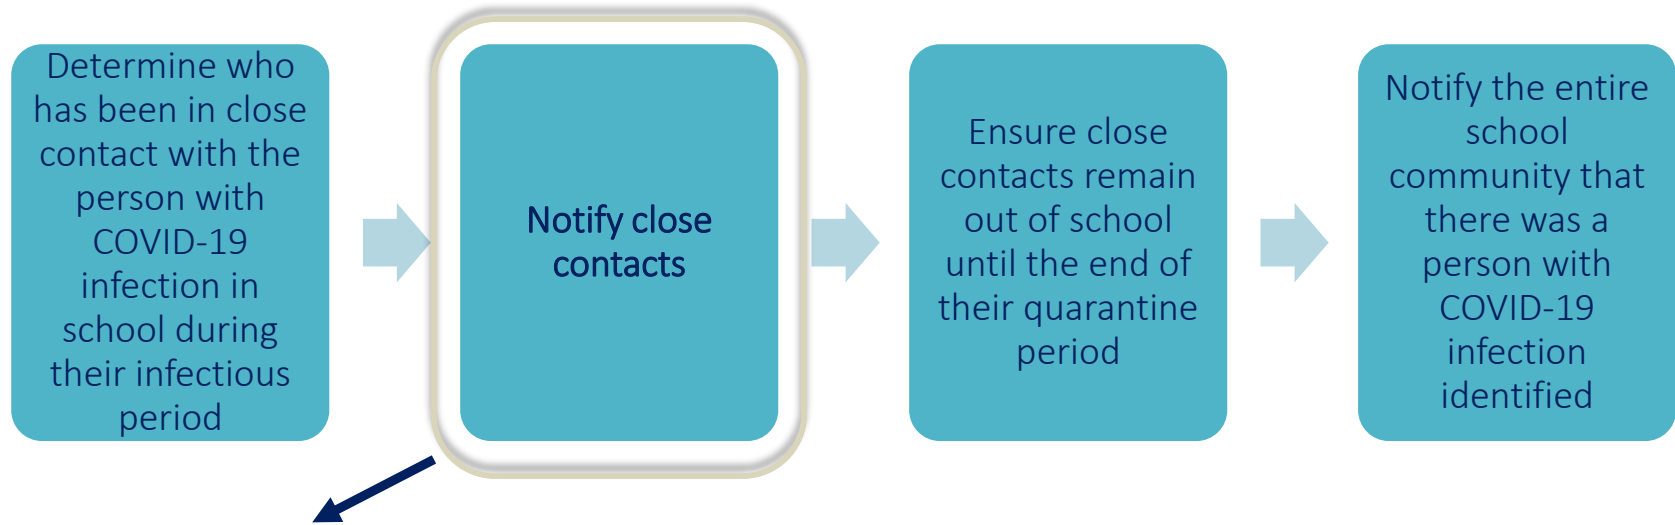 Determine who
has been in close
contact with the
person with
COVID-19
infection in
school during
their infectious
period
Notify close
contacts
Ensure close
contacts remain
out of school
until the end of
their quarantine
period
Notify the entire
school
community that
there was a
person with
COVID-19
infection
identified